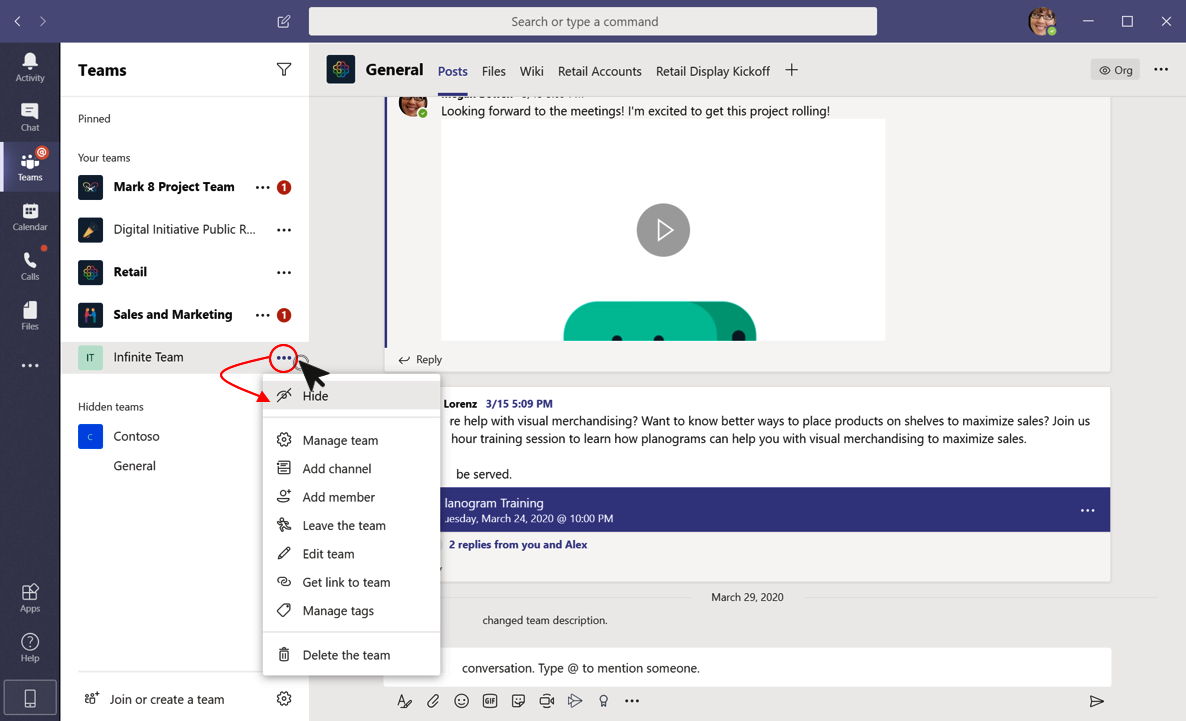 Search or type a command
Activity
Chat
Teams
Calendar
Calls
Files
Apps
Help
Teams
Pinned
Your teams
Mark 8 Project Team
1
Digital Initiative Public R...
Retail
Sales and Marketing
1
IT
Infinite Team
Hidden teams
C
Contoso
General
Join or create a team
Hide
Manage team
Add channel
Add member
Leave the team
Edit team
Get link to team
Manage tags
Delete the team
General
Posts
Files
Wiki
Retail Accounts
Retail Display Kickoff
Org
Looking forward to the meetings! I'm excited to get this project rolling!
Reply
Lorenz 3/15 5:09 PM
re help with visual merchandising? Want to know better ways to place products on shelves to maximize sales? Join us
hour training session to learn how planograms can help you with visual merchandising to maximize sales.
be served.
lanogram Training
uesday, March 24, 2020 @ 10:00 PM
2 replies from you and Alex
March 29, 2020
changed team description.
conversation. Type @ to mention someone.
GIF